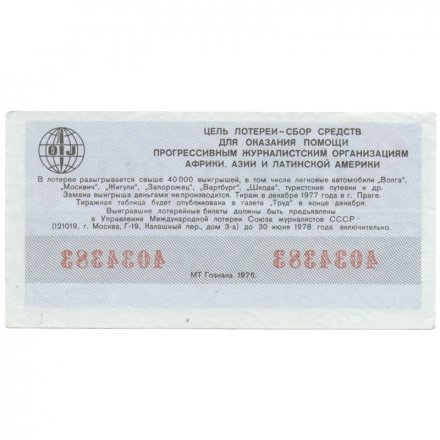 OIJ
ЦЕЛЬ ЛОТЕРЕИ–СБОР СРЕДСТВ
ДЛЯ ОКАЗАНИЯ ПОМОЩИ
ПРОГРЕССИВНЫМ ЖУРНАЛИСТСКИМ ОРГАНИЗАЦИЯМ
АФРИКИ, АЗИИ И ЛАТИНСКОЙ АМЕРИКИ
В лотерее разыгрывается свыше 40 000 выигрышей, в том числе легковые автомобили „Волга",
„Москвич", „Жигули", „Запорожец", „Вартбург", „Шкода", туристские путевки и др.
Замена выигрыша деньгами не производится. Тираж в декабре 1977 года в г. Праге.
Тиражная таблица будет опубликована в газете „Труд" в конце декабря.
Выигравшие лотерейные билеты должны быть предъявлены
в Управление Международной лотереи Союза журналистов СССР
(121019, г. Москва, Г-19, Калашный пер., дом 3-а) до 30 июня 1978 года включительно.
4034383 4034383
МТ Гознака. 1976.